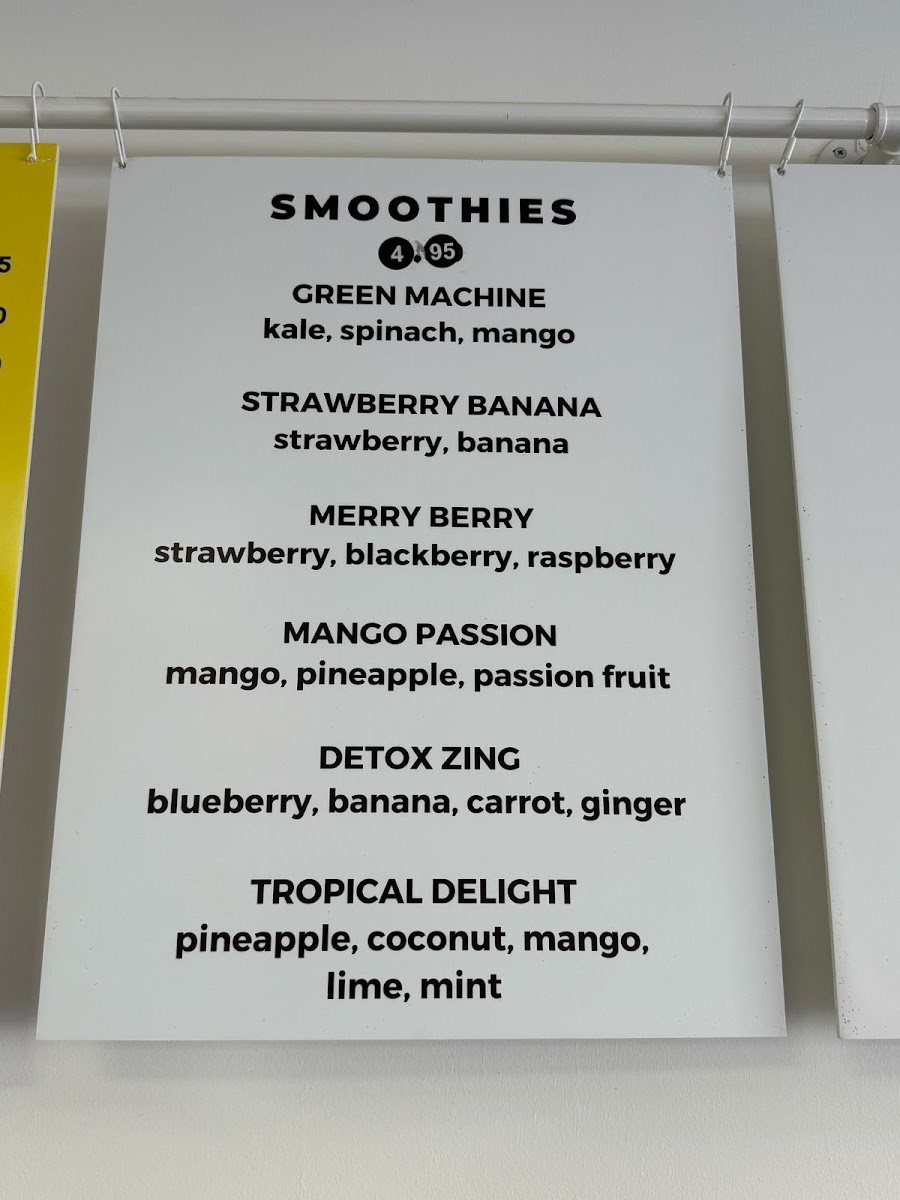 SMOOTHIES
4.95
GREEN MACHINE
kale, spinach, mango
STRAWBERRY BANANA
strawberry, banana
MERRY BERRY
strawberry, blackberry, raspberry
MANGO PASSION
mango, pineapple, passion fruit
DETOX ZING
blueberry, banana, carrot, ginger
TROPICAL DELIGHT
pineapple, coconut, mango,
lime, mint